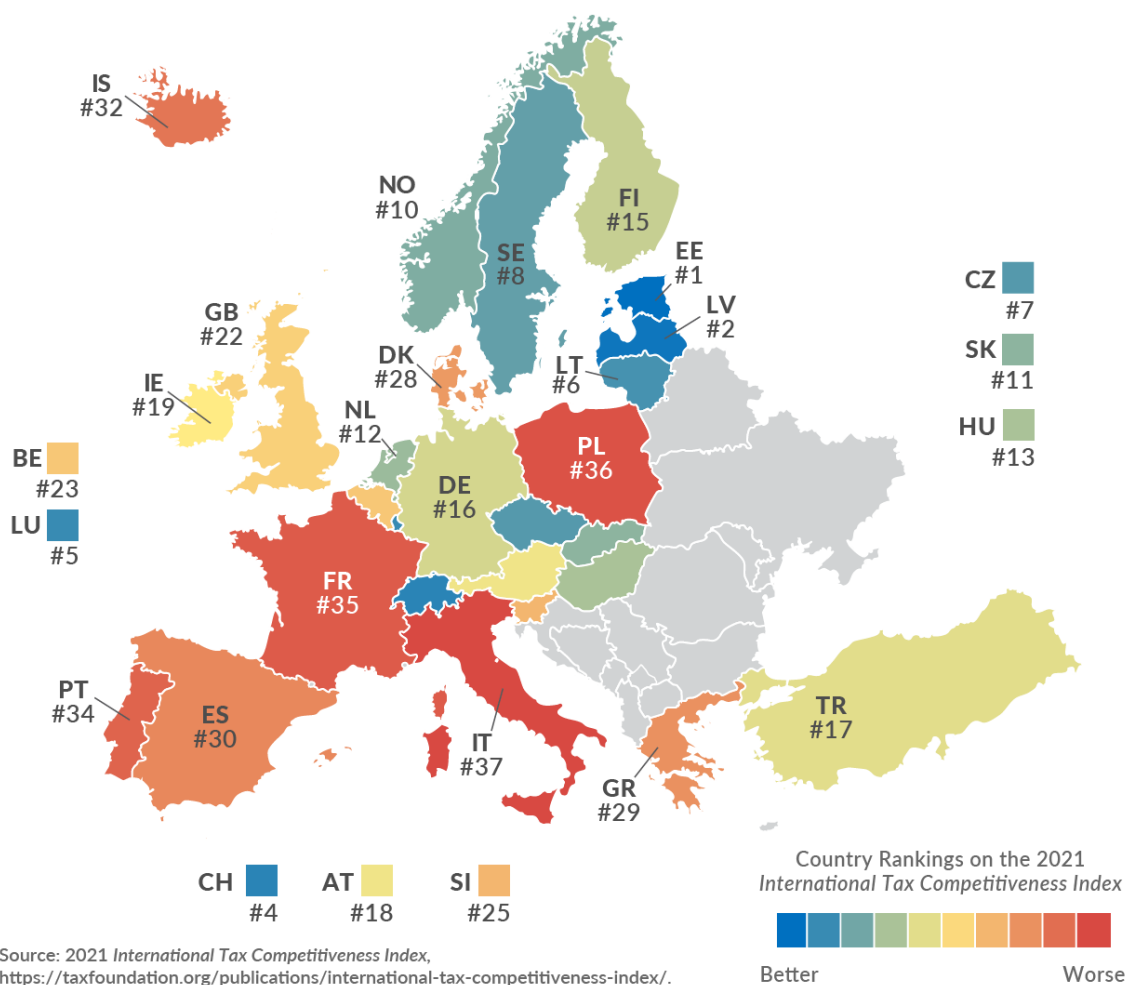 IS
#32
NO
#10
FI
#15
SE
#8
EE
#1
LV
#2
CZ
#7
GB
#22
DK
#28
LT
#6
SK
#11
IE
#19
NL
#12
HU
#13
BE
#23
PL
#36
DE
#16
LU
#5
FR
#35
PT
#34
ES
#30
IT
#37
GR
#29
TR
#17
CH
#4
AT
#18
SI
#25
Country Rankings on the 2021
International Tax Competitiveness Index
Better Worse
Source: 2021 International Tax Competitiveness Index,
https://taxfoundation.org/publications/international-tax-competitiveness-index/.